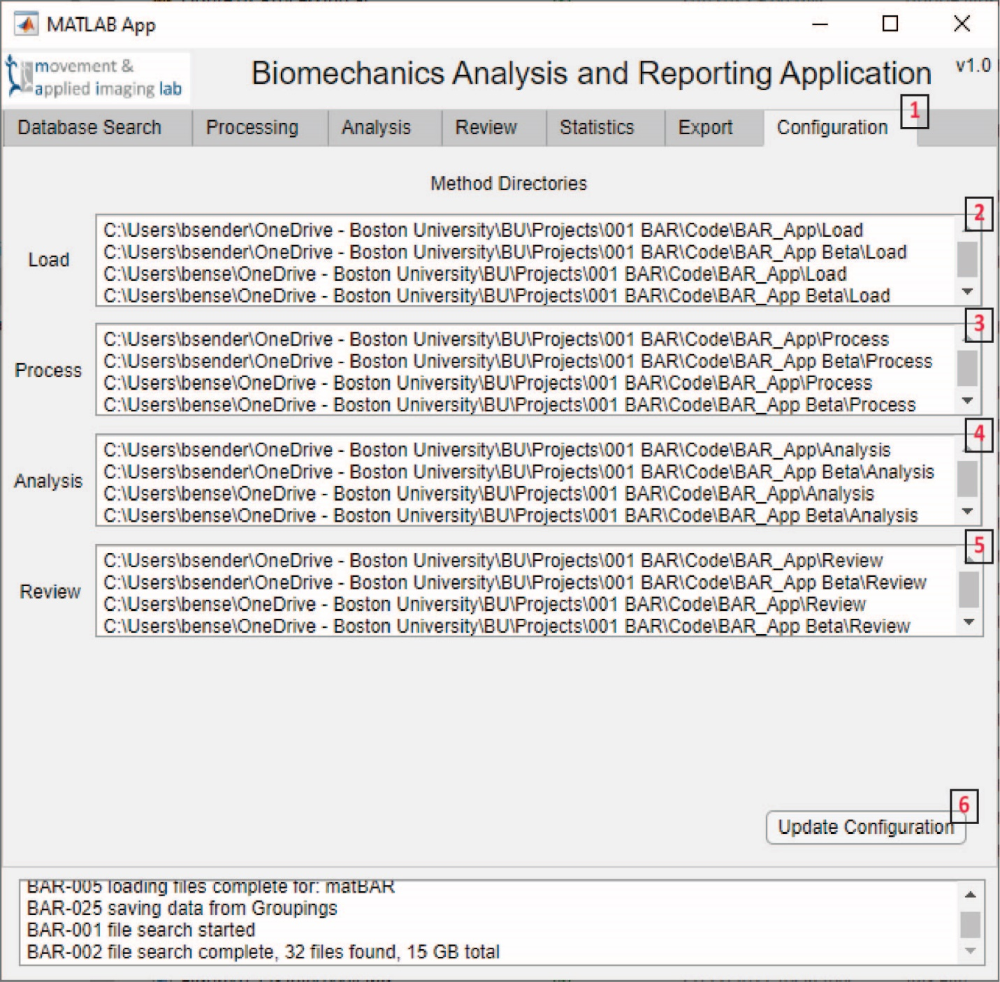 MATLAB App
movement &
applied imaging lab
Biomechanics Analysis and Reporting Application
v1.0
1
Database Search
Processing
Analysis
Review
Statistics
Export
Configuration
Method Directories
2
Load
C:\Users\bsender\OneDrive - Boston University\BU\Projects\001 BAR\Code\BAR_App\Load
C:\Users\bsender\OneDrive - Boston University\BU\Projects\001 BAR\Code\BAR_App Beta\Load
C:\Users\bense\OneDrive - Boston University\BU\Projects\001 BAR\Code\BAR_App\Load
C:\Users\bense\OneDrive - Boston University\BU\Projects\001 BAR\Code\BAR_App Beta\Load
3
Process
C:\Users\bsender\OneDrive - Boston University\BU\Projects\001 BAR\Code\BAR_App\Process
C:\Users\bsender\OneDrive - Boston University\BU\Projects\001 BAR\Code\BAR_App Beta\Process
C:\Users\bense\OneDrive - Boston University\BU\Projects\001 BAR\Code\BAR_App\Process
C:\Users\bense\OneDrive - Boston University\BU\Projects\001 BAR\Code\BAR_App Beta\Process
4
Analysis
C:\Users\bsender\OneDrive - Boston University\BU\Projects\001 BAR\Code\BAR_App\Analysis
C:\Users\bsender\OneDrive - Boston University\BU\Projects\001 BAR\Code\BAR_App Beta\Analysis
C:\Users\bense\OneDrive - Boston University\BU\Projects\001 BAR\Code\BAR_App\Analysis
C:\Users\bense\OneDrive - Boston University\BU\Projects\001 BAR\Code\BAR_App Beta\Analysis
5
Review
C:\Users\bsender\OneDrive - Boston University\BU\Projects\001 BAR\Code\BAR_App\Review
C:\Users\bsender\OneDrive - Boston University\BU\Projects\001 BAR\Code\BAR_App Beta\Review
C:\Users\bense\OneDrive - Boston University\BU\Projects\001 BAR\Code\BAR_App\Review
C:\Users\bense\OneDrive - Boston University\BU\Projects\001 BAR\Code\BAR_App Beta\Review
6
Update Configuration
BAR-005 loading files complete for: matBAR
BAR-025 saving data from Groupings
BAR-001 file search started
BAR-002 file search complete, 32 files found, 15 GB total